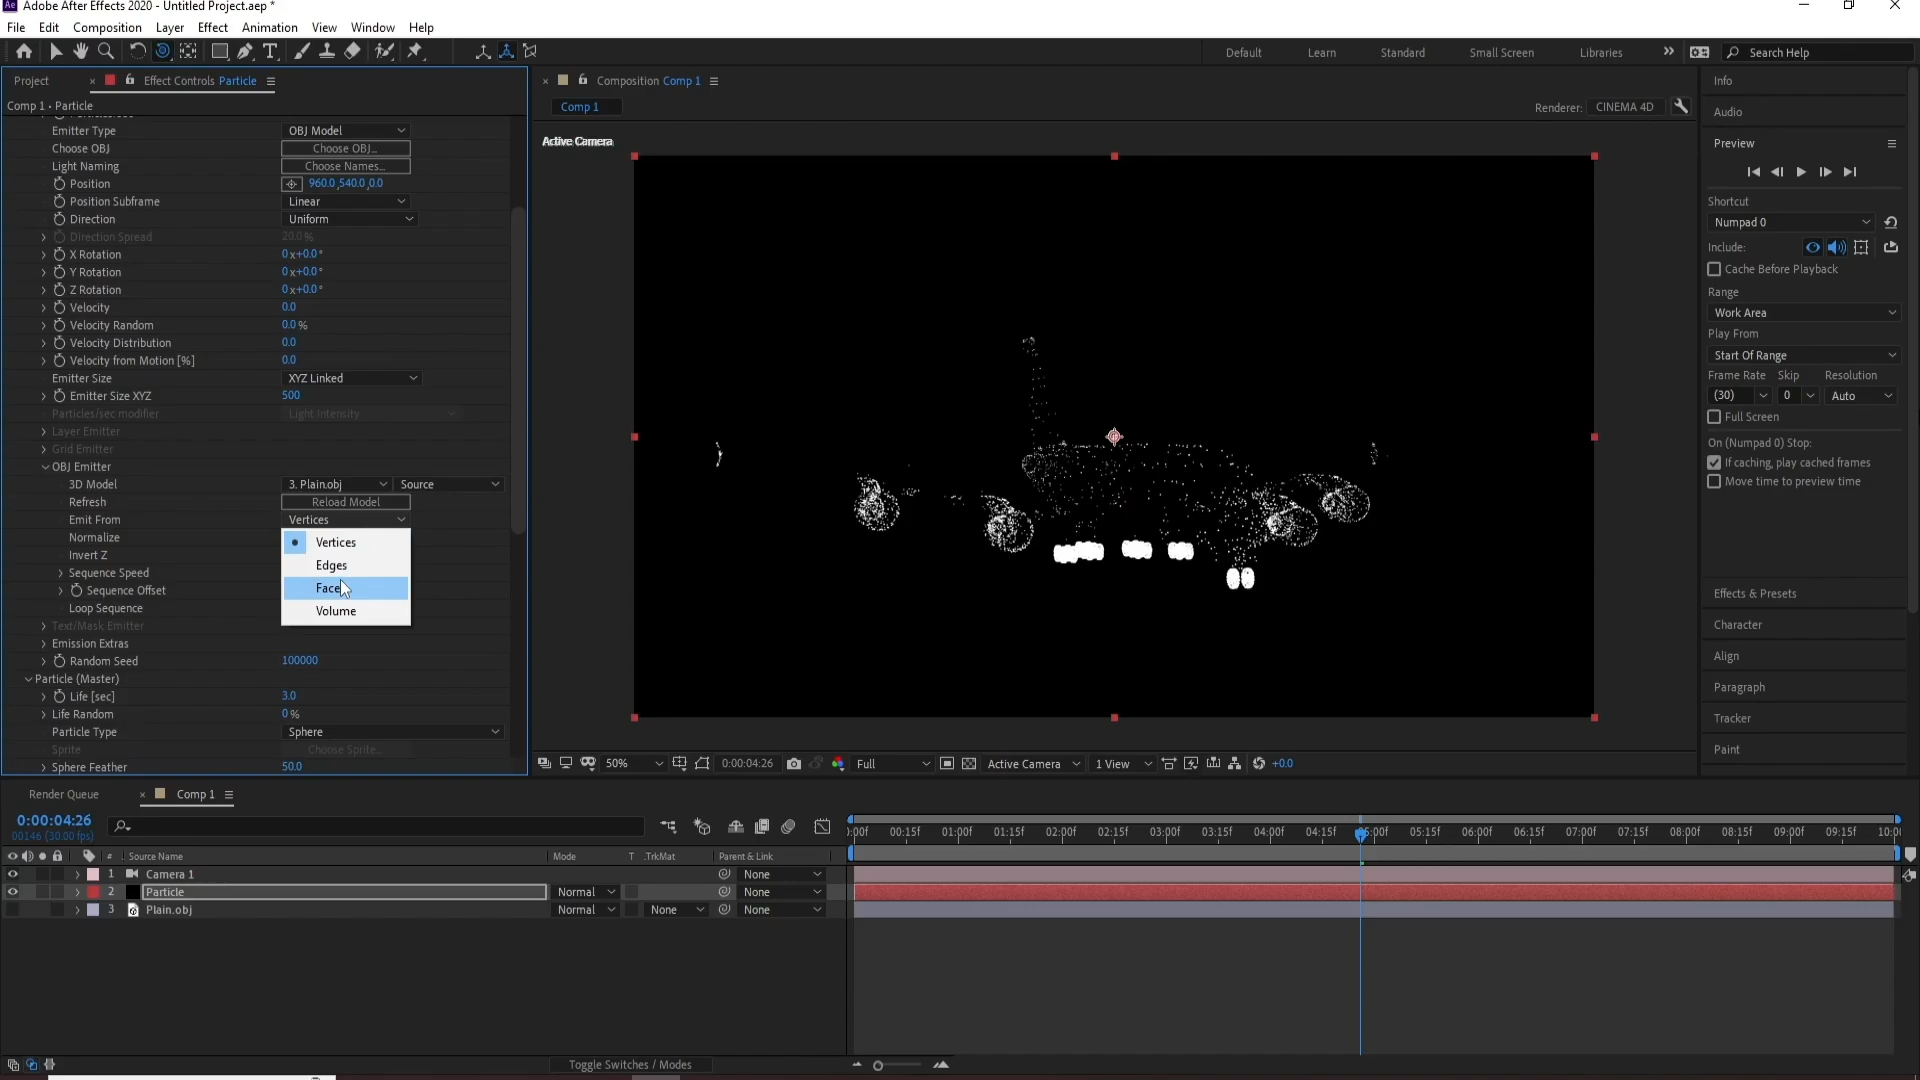 Adobe After Effects 2020 - Untitled Project.aep *
File Edit Composition Layer Effect Animation View Window Help
Default Learn Standard Small Screen Libraries Search Help
Project Effect Controls Particle
Composition Comp 1
Comp 1 • Particle
Comp 1
Renderer: CINEMA 4D
Active Camera
Emitter Type OBJ Model
Choose OBJ Choose OBJ...
Light Naming Choose Names...
Position 960.0,540.0,0.0
Position Subframe Linear
Direction Uniform
Direction Spread 20.0%
X Rotation 0x+0.0°
Y Rotation 0x+0.0°
Z Rotation 0x+0.0°
Velocity 0.0
Velocity Random 0.0%
Velocity Distribution 0.0
Velocity from Motion [%] 0.0
Emitter Size XYZ Linked
Emitter Size XYZ 500
Particles/sec modifier Light Intensity
Layer Emitter
Grid Emitter
OBJ Emitter
3D Model 3. Plain.obj Source
Refresh Reload Model
Emit From Vertices
Normalize
Invert Z
Sequence Speed
Sequence Offset
Loop Sequence
Vertices
Edges
Face
Volume
Text/Mask Emitter
Emission Extras
Random Seed 100000
Particle (Master)
Life [sec] 3.0
Life Random 0%
Particle Type Sphere
Sprite Choose Sprite...
Sphere Feather 50.0
50% 0:00:04:26 Full Active Camera 1 View +0.0
Info
Audio
Preview
Shortcut
Numpad 0
Include:
Cache Before Playback
Range
Work Area
Play From
Start Of Range
Frame Rate Skip Resolution
(30) 0 Auto
Full Screen
On (Numpad 0) Stop:
If caching, play cached frames
Move time to preview time
Effects & Presets
Character
Align
Paragraph
Tracker
Paint
Render Queue Comp 1
0:00:04:26
00146 (30.00 fps)
):00f 00:15f 01:00f 01:15f 02:00f 02:15f 03:00f 03:15f 04:00f 04:15f 05:00f 05:15f 06:00f 06:15f 07:00f 07:15f 08:00f 08:15f 09:00f 09:15f 10:0
# Source Name Mode T .TrkMat Parent & Link
1 Camera 1 None
2 Particle Normal None
3 Plain.obj Normal None None
Toggle Switches / Modes